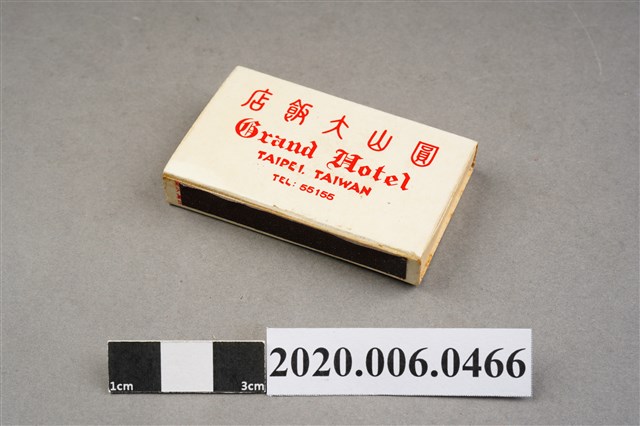 圓山大飯店
Grand Hotel
TAIPEI. TAIWAN
TEL: 55155
1cm 3cm
2020.006.0466